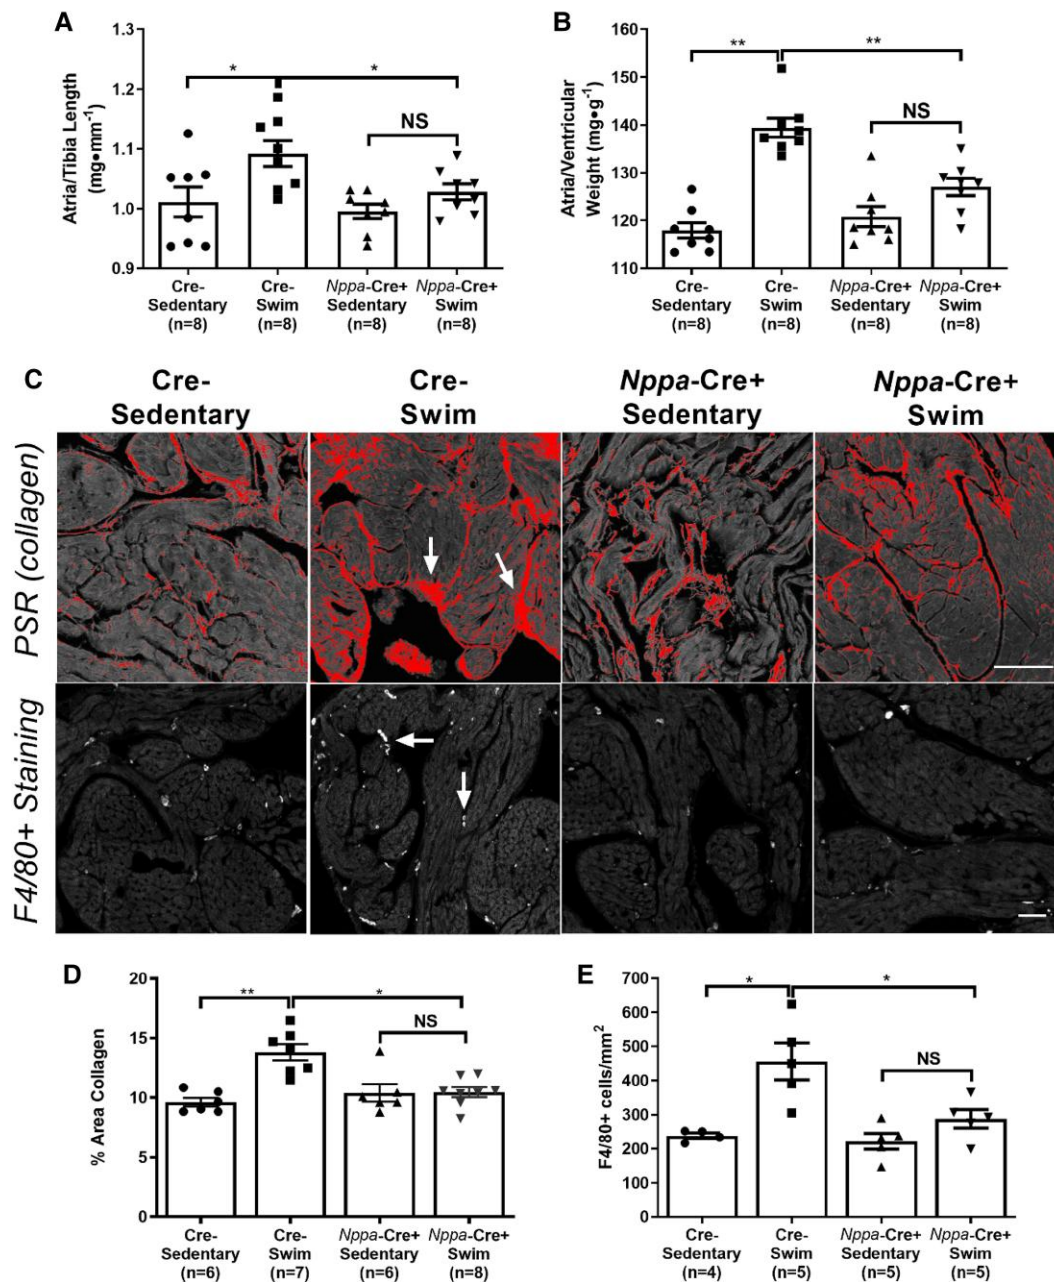 A
Atria/Tibia Length
(mg•mm⁻¹)
1.3
1.2
1.1
1.0
0.9
*
*
NS
Cre-
Sedentary
(n=8)
Cre-
Swim
(n=8)
Nppa-Cre+
Sedentary
(n=8)
Nppa-Cre+
Swim
(n=8)
B
Atria/Ventricular
Weight (mg•g⁻¹)
160
150
140
130
120
110
**
**
NS
Cre-
Sedentary
(n=8)
Cre-
Swim
(n=8)
Nppa-Cre+
Sedentary
(n=8)
Nppa-Cre+
Swim
(n=8)
C
Cre-
Sedentary
Cre-
Swim
Nppa-Cre+
Sedentary
Nppa-Cre+
Swim
PSR (collagen)
F4/80+ Staining
D
% Area Collagen
20
15
10
5
0
**
*
NS
Cre-
Sedentary
(n=6)
Cre-
Swim
(n=7)
Nppa-Cre+
Sedentary
(n=6)
Nppa-Cre+
Swim
(n=8)
E
F4/80+ cells/mm²
700
600
500
400
300
200
100
0
*
*
NS
Cre-
Sedentary
(n=4)
Cre-
Swim
(n=5)
Nppa-Cre+
Sedentary
(n=5)
Nppa-Cre+
Swim
(n=5)